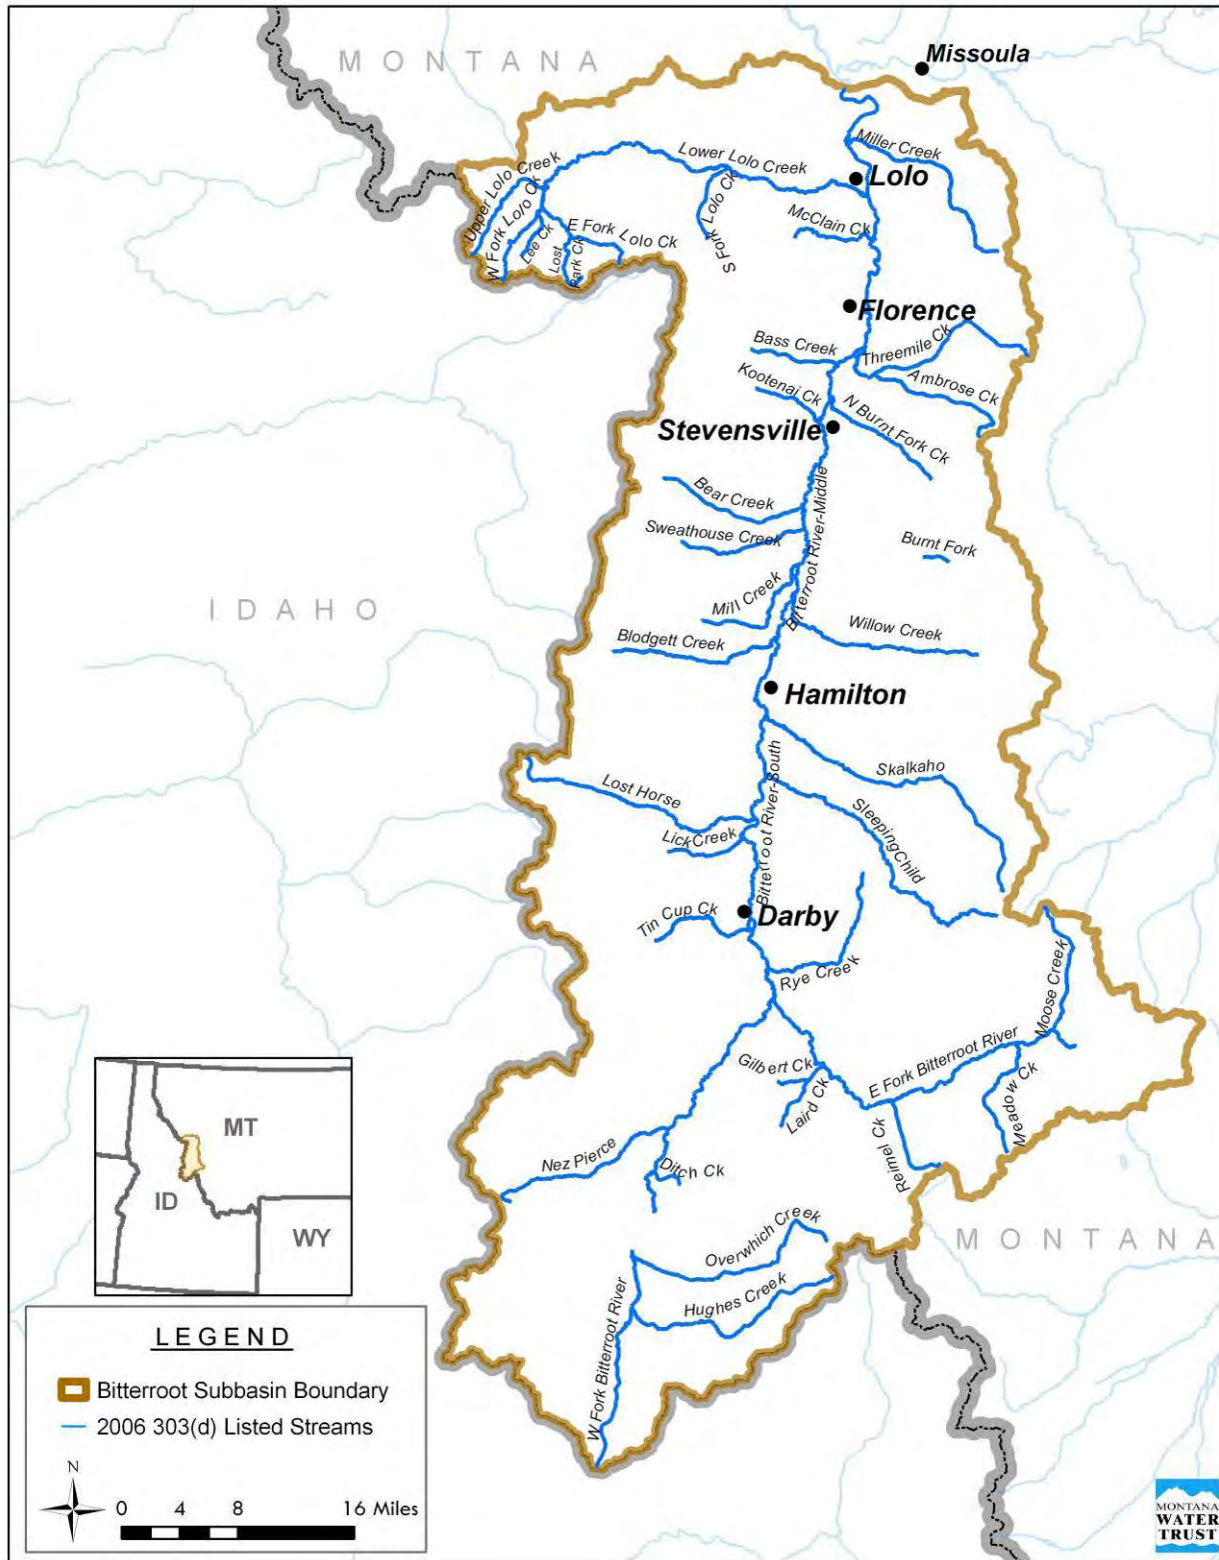 MONTANA
Missoula
Miller Creek
Lower Lolo Creek
Lolo
Upper Lolo Creek
W Fork Lolo Ck
Lee Ck
Lost
Park Ck
E Fork Lolo Ck
S Fork Lolo Ck
McClain Ck
Florence
Bass Creek
Threemile Ck
Ambrose Ck
Kootenai Ck
N Burnt Fork Ck
Stevensville
Bear Creek
Bitterroot River-Middle
Sweathouse Creek
Burnt Fork
IDAHO
Mill Creek
Willow Creek
Blodgett Creek
Hamilton
Skalkaho
Lost Horse
Bitterroot River-South
Sleeping Child
Lick Creek
Tin Cup Ck
Darby
Rye Creek
Moose Creek
E Fork Bitterroot River
Gilbert Ck
Laird Ck
Meadow Ck
Reimel Ck
Nez Pierce
Ditch Ck
MT
ID
WY
Overwhich Creek
MONTANA
Hughes Creek
W Fork Bitterroot River
LEGEND
Bitterroot Subbasin Boundary
2006 303(d) Listed Streams
N
0 4 8 16 Miles
MONTANA
WATER
TRUST